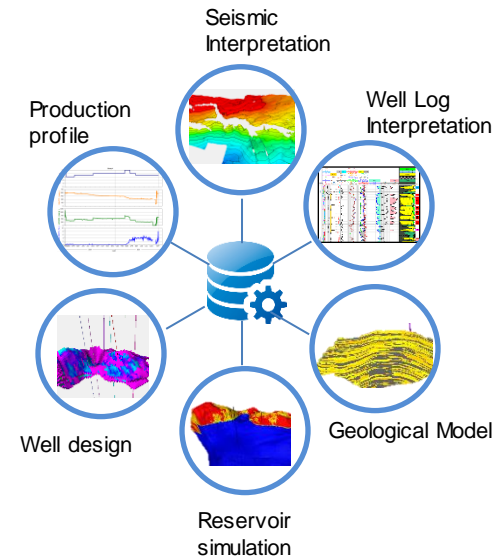 Seismic
Interpretation
Production
profile
Well Log
Interpretation
Well design
Geological Model
Reservoir
simulation